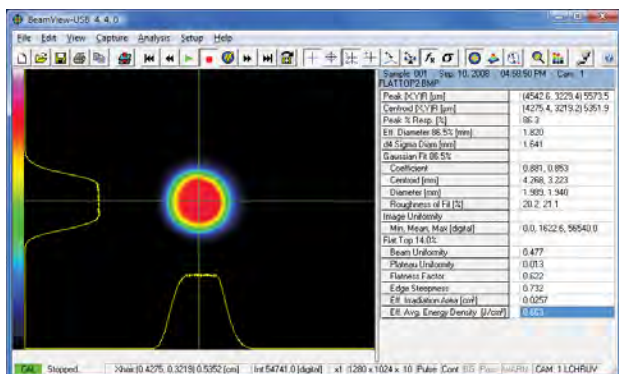 BeamView-USB 4, 4, 0
File Edit View Capture Analysis Setup Help
Sample 001 Sep. 10, 2008 04:50:50 PM Cam: 1
FLATTOP2.BMP
Peak (X,Y)R [µm] (4542.6, 3229.4) 5573.5
Centroid (X,Y)R [µm] (4275.4, 3219.2) 5351.9
Peak % Resp. [%] 86.3
Eff. Diameter 86.5% [mm] 1.820
d4 Sigma Diam [mm] 1.641
Gaussian Fit 86.5%
Coefficient 0.881, 0.853
Centroid [mm] 4.268, 3.223
Diameter [mm] 1.989, 1.940
Roughness of Fit [%] 20.2, 21.1
Image Uniformity
Min, Mean, Max [digital] 0.0, 1622.6, 56540.0
Flat Top 14.0%
Beam Uniformity 0.477
Plateau Uniformity 0.013
Flatness Factor 0.622
Edge Steepness 0.732
Eff. Irradiation Area [cm²] 0.0257
Eff. Avg. Energy Density [J/cm²]
CAL Stopped. Xhair(0.4275, 0.3219) 0.5352 [cm] Int 54741.0 [digital] x1 1280 x 1024 x 10 Pulse Cont CAM: 1 LCHRUV